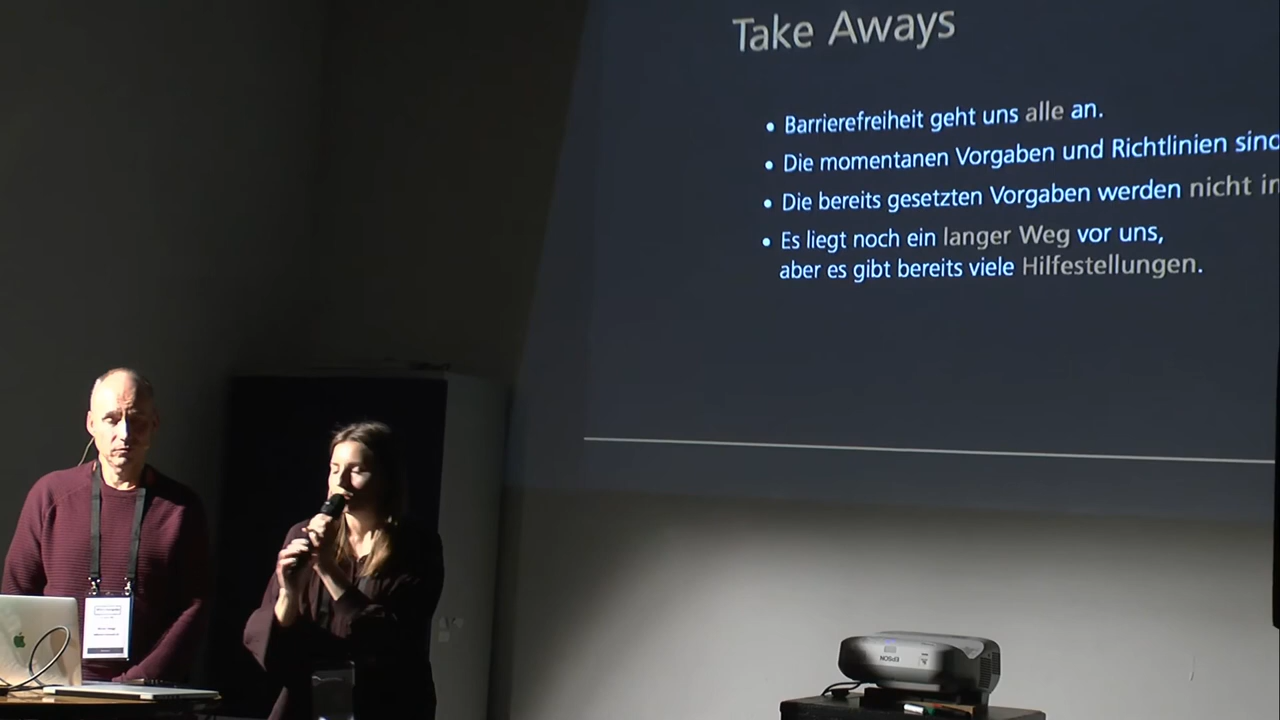 Take Aways
• Barrierefreiheit geht uns alle an.
• Die momentanen Vorgaben und Richtlinien sind
• Die bereits gesetzten Vorgaben werden nicht
• Es liegt noch ein langer Weg vor uns,
aber es gibt bereits viele Hilfestellungen.
EPSON